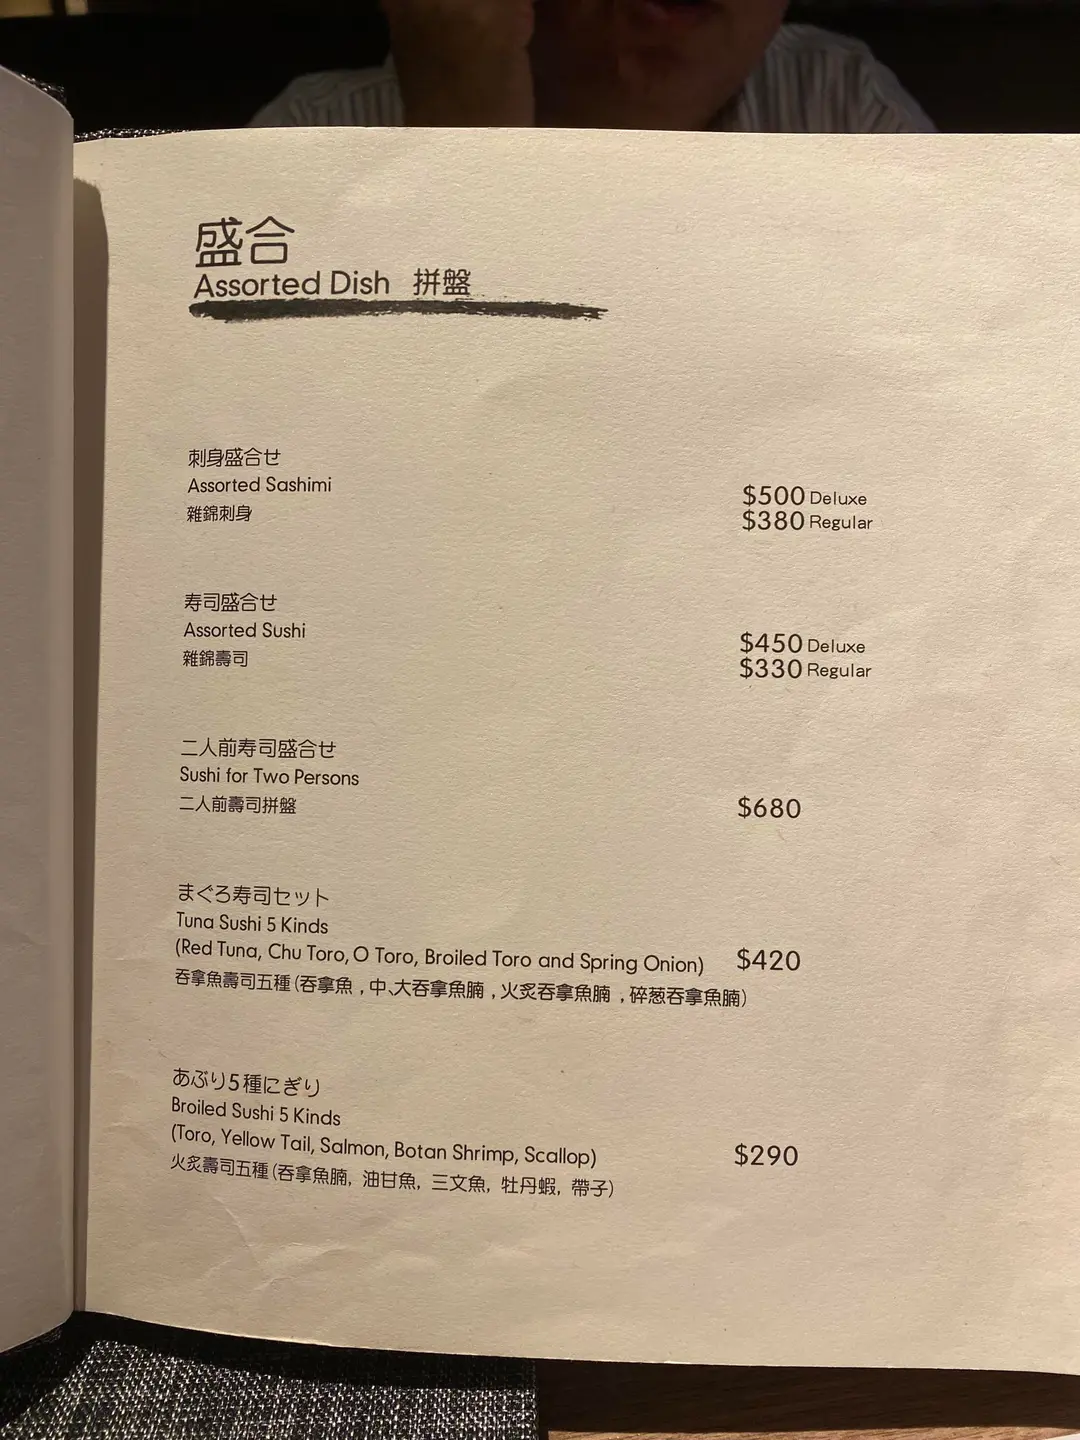 盛合
Assorted Dish 拼盤
刺身盛合せ
Assorted Sashimi
雜錦刺身
$500 Deluxe
$380 Regular
寿司盛合せ
Assorted Sushi
雜錦壽司
$450 Deluxe
$330 Regular
二人前寿司盛合せ
Sushi for Two Persons
二人前壽司拼盤
$680
まぐろ寿司セット
Tuna Sushi 5 Kinds
(Red Tuna, Chu Toro, O Toro, Broiled Toro and Spring Onion) $420
吞拿魚壽司五種(吞拿魚,中、大吞拿魚腩,火炙吞拿魚腩,碎葱吞拿魚腩)
あぶり5種にぎり
Broiled Sushi 5 Kinds
(Toro, Yellow Tail, Salmon, Botan Shrimp, Scallop) $290
火炙壽司五種(吞拿魚腩, 油甘魚, 三文魚, 牡丹蝦, 帶子)